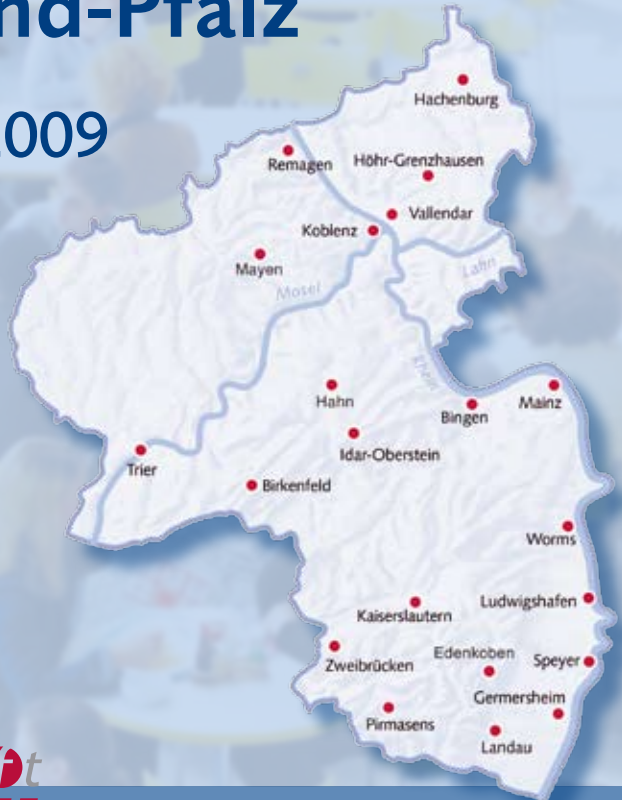 nd-Pfalz
2009
Hachenburg
Remagen
Höhr-Grenzhausen
Vallendar
Koblenz
Mayen
Lahn
Mosel
Rhein
Hahn
Bingen
Mainz
Idar-Oberstein
Trier
Birkenfeld
Worms
Ludwigshafen
Kaiserslautern
Edenkoben
Speyer
Zweibrücken
Germersheim
Pirmasens
Landau